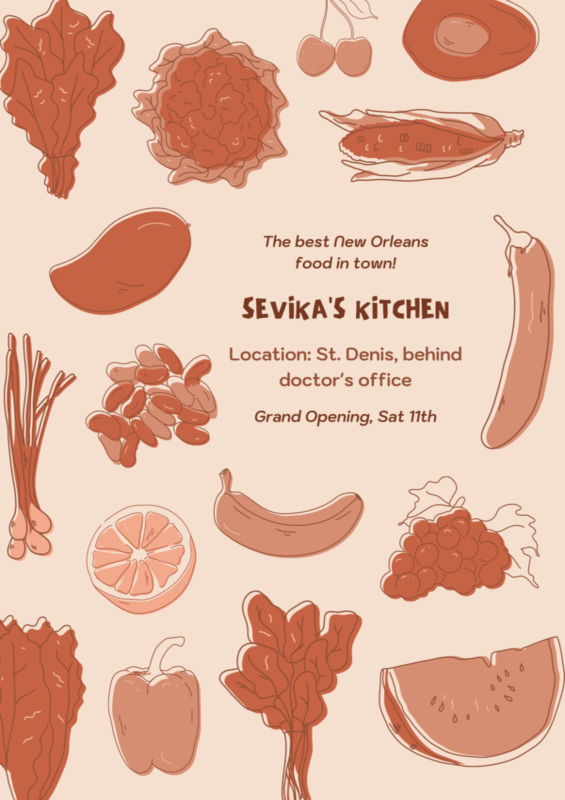 The best New Orleans
food in town!
SEVIKA'S KITCHEN
Location: St. Denis, behind
doctor's office
Grand Opening, Sat 11th